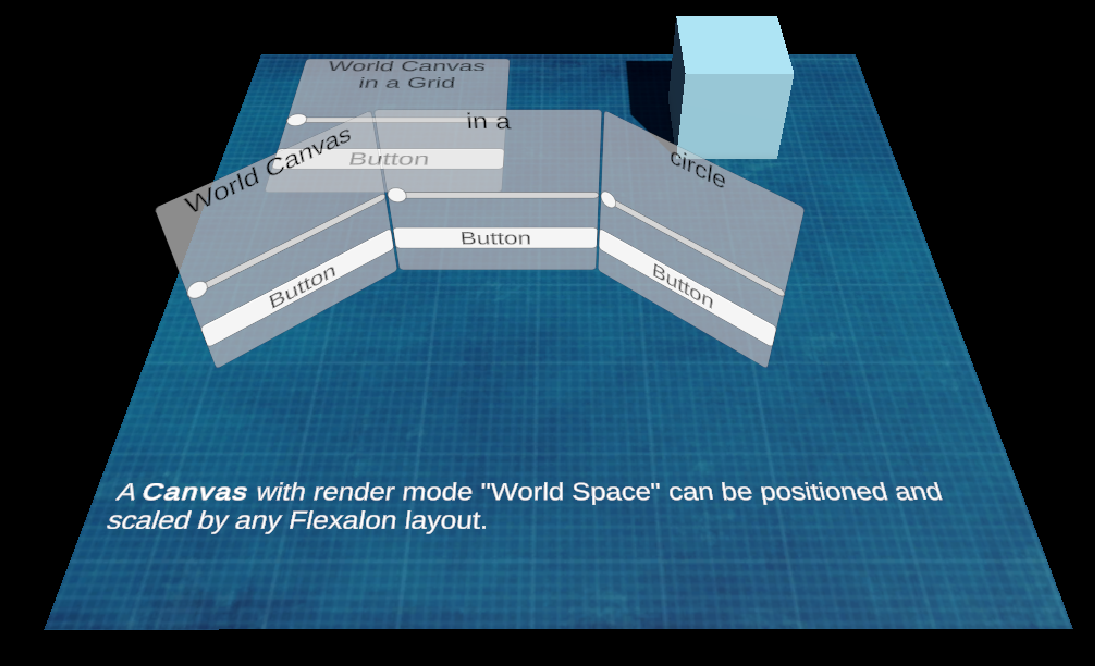 World Canvas
in a Grid
Button
World Canvas
in a
circle
Button
Button
Button
A Canvas with render mode "World Space" can be positioned and
scaled by any Flexalon layout.